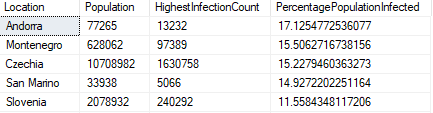 Location Population HighestInfectionCount PercentagePopulationInfected
Andorra 77265 13232 17.1254772536077
Montenegro 628062 97389 15.5062716738156
Czechia 10708982 1630758 15.2279460363273
San Marino 33938 5066 14.9272202251164
Slovenia 2078932 240292 11.5584348117206